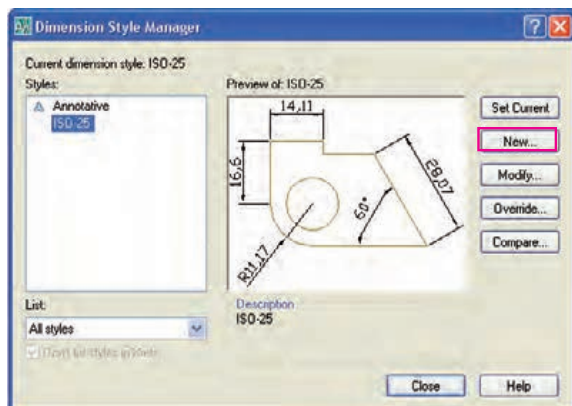 Dimension Style Manager
Current dimension style: ISO-25
Styles:
Annotative
ISO-25
Preview of: ISO-25
14,11
16,6
28,07
60°
R11,17
Set Current
New...
Modify...
Override...
Compare...
List:
All styles
Description
ISO-25
Close
Help